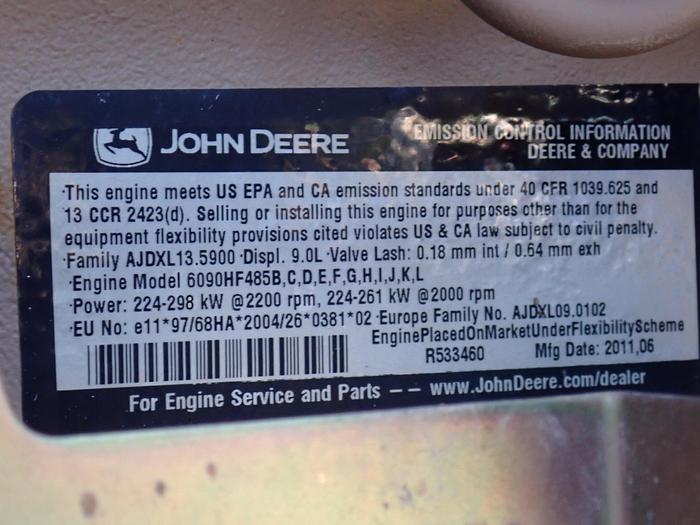 JOHN DEERE
EMISSION CONTROL INFORMATION
DEERE & COMPANY
·This engine meets US EPA and CA emission standards under 40 CFR 1039.625 and
13 CCR 2423(d). Selling or installing this engine for purposes other than for the
equipment flexibility provisions cited violates US & CA law subject to civil penalty.
·Family AJDXL13.5900 ·Displ. 9.0L ·Valve Lash: 0.18 mm int / 0.64 mm exh
·Engine Model 6090HF485B,C,D,E,F,G,H,I,J,K,L
·Power: 224-298 kW @2200 rpm, 224-261 kW @2000 rpm
·EU No: e11*97/68HA*2004/26*0381*02 ·Europe Family No. AJDXL09.0102
EnginePlacedOnMarketUnderFlexibilityScheme
R533460 Mfg Date: 2011,06
For Engine Service and Parts -- www.JohnDeere.com/dealer